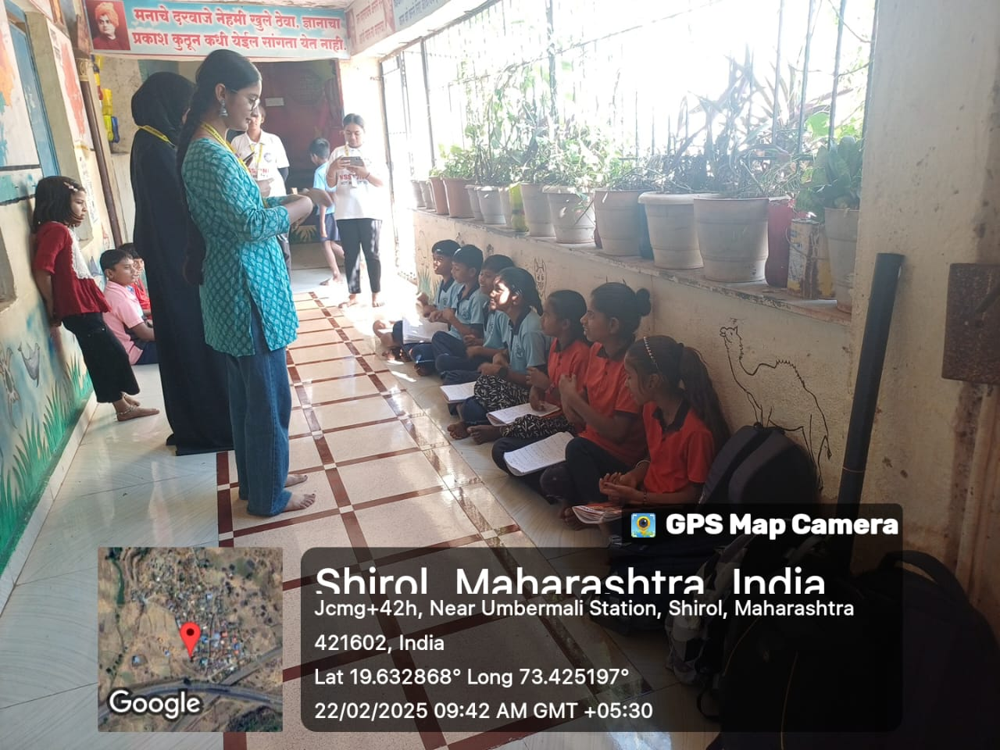 मनाचे दरवाजे नेहमी खुले ठेवा. ज्ञानाचा
प्रकाश कुठून कधी येईल सांगता येत नाही.
GPS Map Camera
Shirol, Maharashtra, India
Jcmg+42h, Near Umbermali Station, Shirol, Maharashtra
421602, India
Lat 19.632868° Long 73.425197°
22/02/2025 09:42 AM GMT +05:30
Google